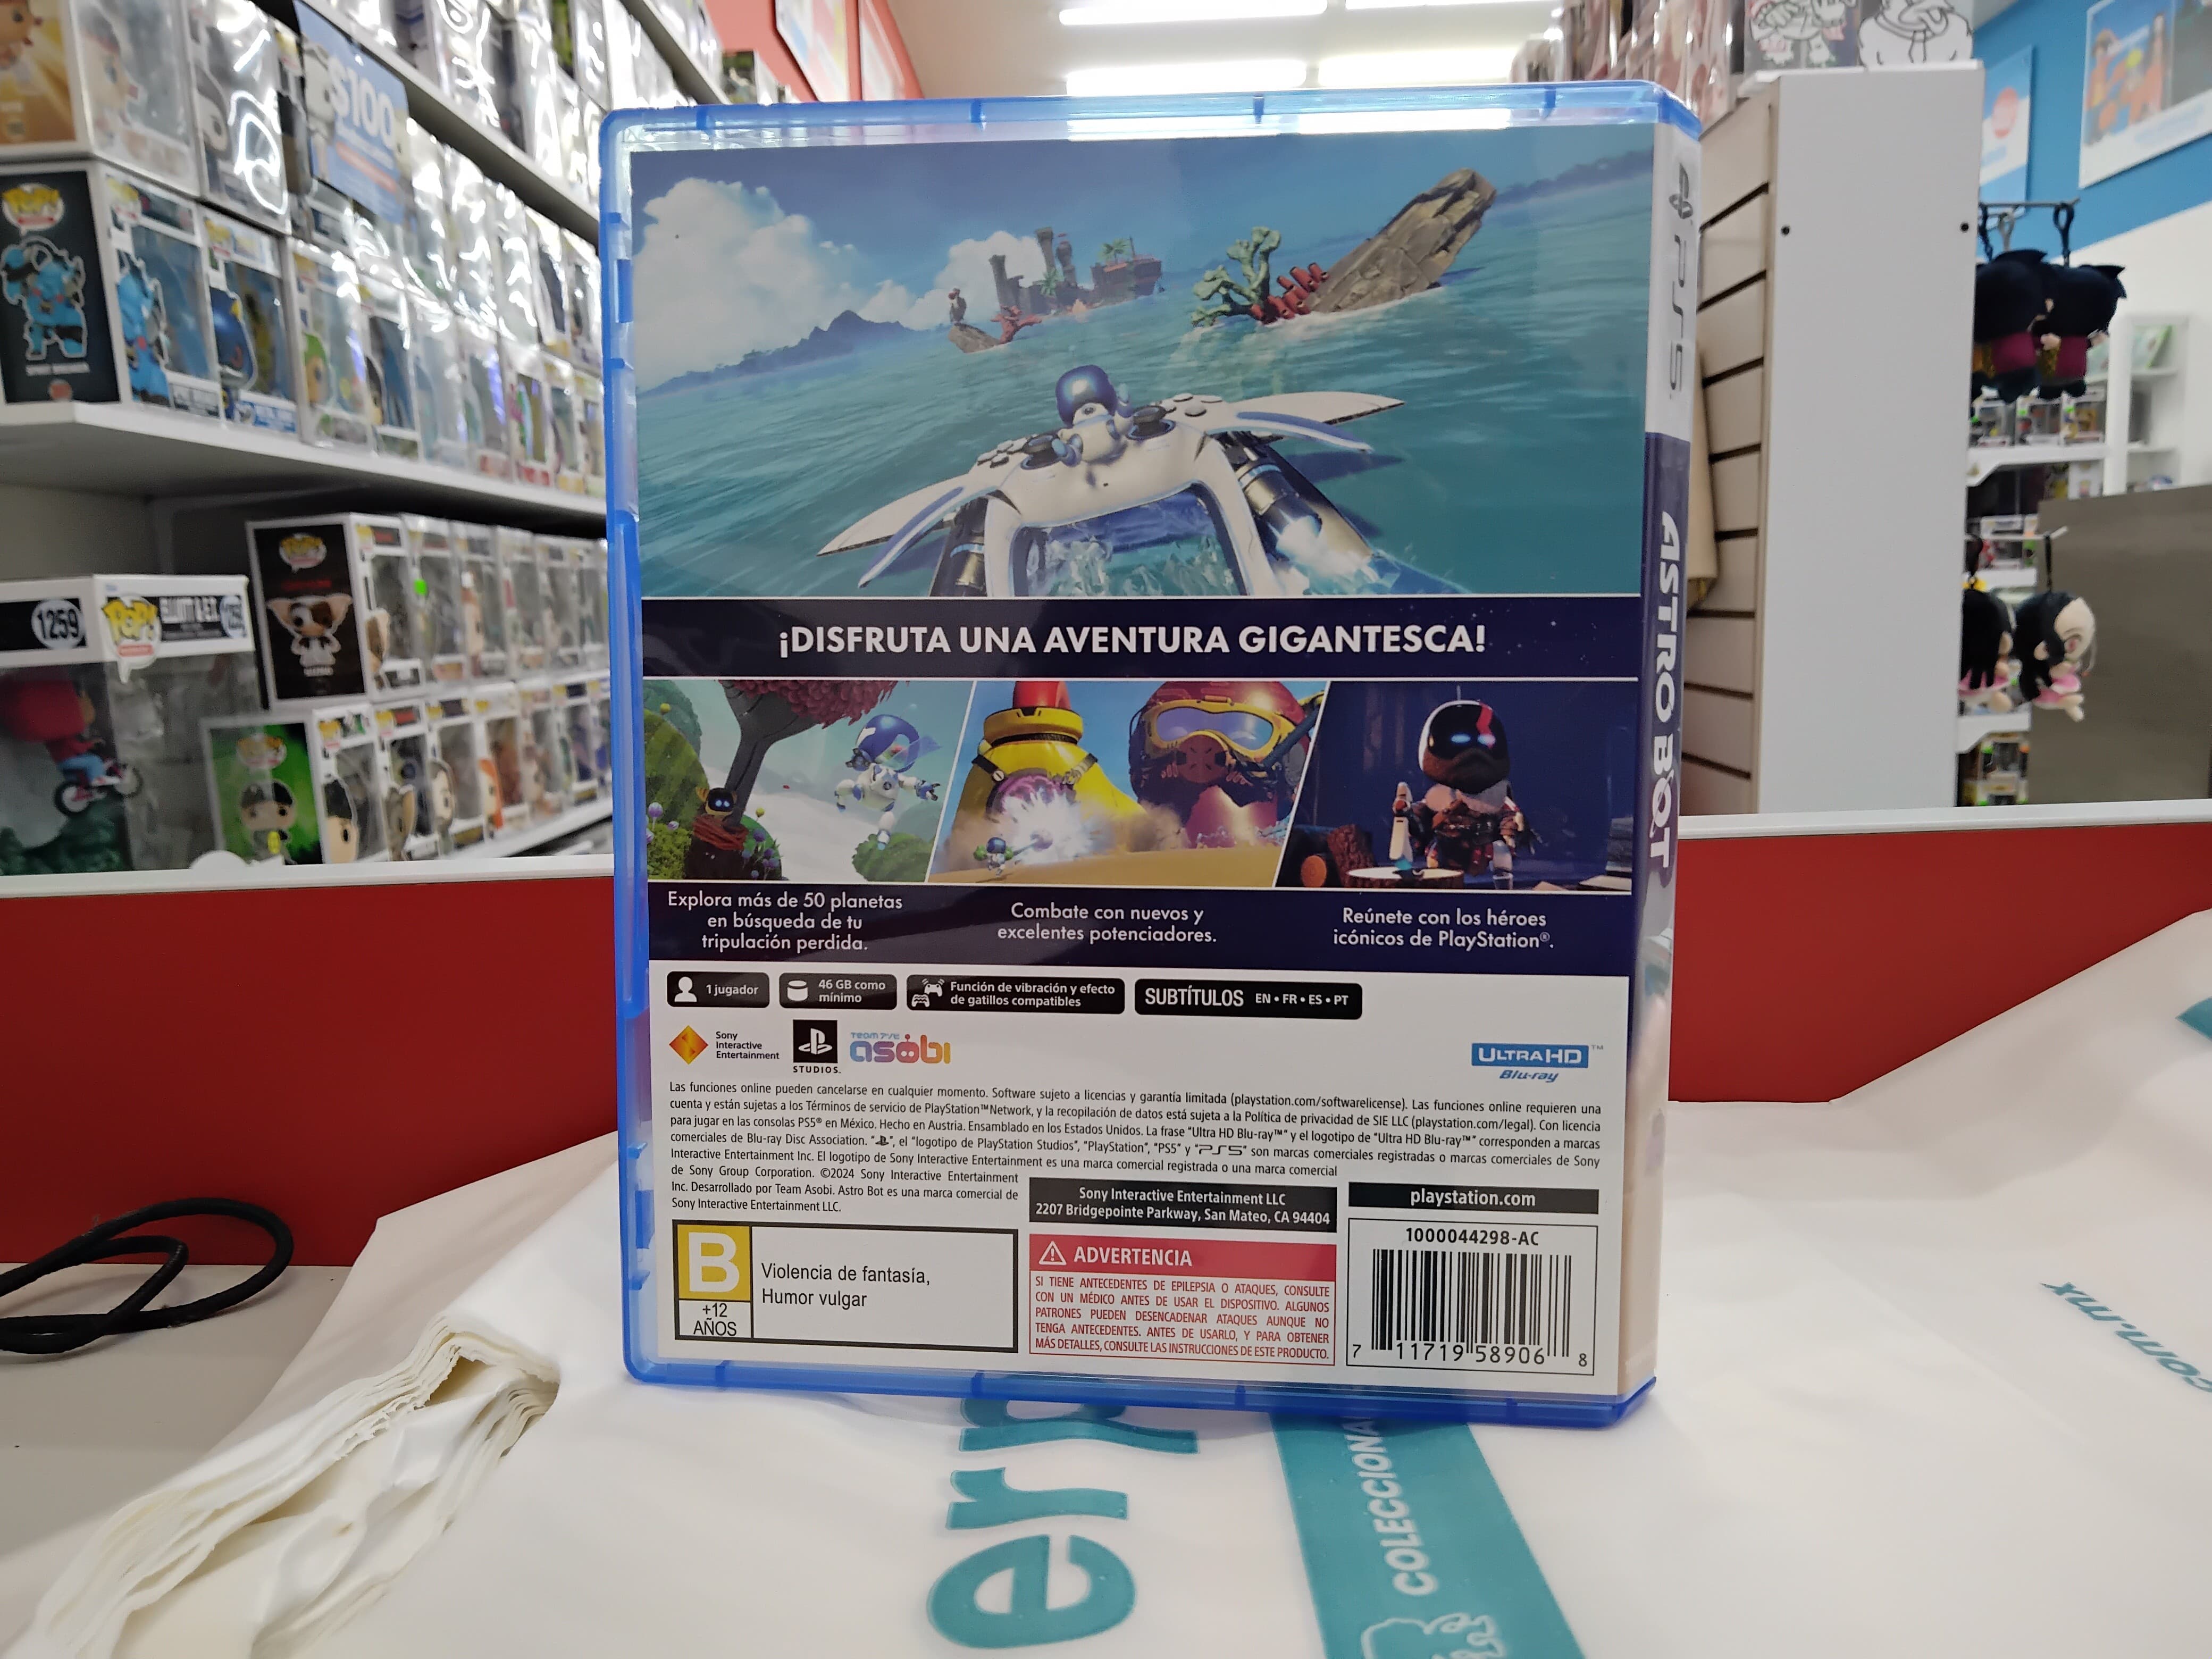 $100
POP!
1259
POP!
PS5
ASTRO BOT
¡DISFRUTA UNA AVENTURA GIGANTESCA!
Explora más de 50 planetas
en búsqueda de tu
tripulación perdida.
Combate con nuevos y
excelentes potenciadores.
Reúnete con los héroes
icónicos de PlayStation®.
1 jugador
46 GB como
mínimo
Función de vibración y efecto
de gatillos compatibles
SUBTÍTULOS EN • FR • ES • PT
Sony
Interactive
Entertainment
STUDIOS.
TEAM
asobi
ULTRA HD™
Blu-ray
Las funciones online pueden cancelarse en cualquier momento. Software sujeto a licencias y garantía limitada (playstation.com/softwarelicense). Las funciones online requieren una
cuenta y están sujetas a los Términos de servicio de PlayStation™Network, y la recopilación de datos está sujeta a la Política de privacidad de SIE LLC (playstation.com/legal). Con licencia
para jugar en las consolas PS5® en México. Hecho en Austria. Ensamblado en los Estados Unidos. La frase "Ultra HD Blu-ray™" y el logotipo de "Ultra HD Blu-ray™" corresponden a marcas
comerciales de Blu-ray Disc Association. " ", el "logotipo de PlayStation Studios", "PlayStation", "PS5" y "PS5" son marcas comerciales registradas o marcas comerciales de Sony
Interactive Entertainment Inc. El logotipo de Sony Interactive Entertainment es una marca comercial registrada o una marca comercial
de Sony Group Corporation. ©2024 Sony Interactive Entertainment
Inc. Desarrollado por Team Asobi. Astro Bot es una marca comercial de
Sony Interactive Entertainment LLC.
Sony Interactive Entertainment LLC
2207 Bridgepointe Parkway, San Mateo, CA 94404
playstation.com
B
+12
AÑOS
Violencia de fantasía,
Humor vulgar
ADVERTENCIA
SI TIENE ANTECEDENTES DE EPILEPSIA O ATAQUES, CONSULTE
CON UN MÉDICO ANTES DE USAR EL DISPOSITIVO. ALGUNOS
PATRONES PUEDEN DESENCADENAR ATAQUES AUNQUE NO
TENGA ANTECEDENTES. ANTES DE USARLO, Y PARA OBTENER
MÁS DETALLES, CONSULTE LAS INSTRUCCIONES DE ESTE PRODUCTO.
1000044298-AC
7 11719 58906 8
com.mx